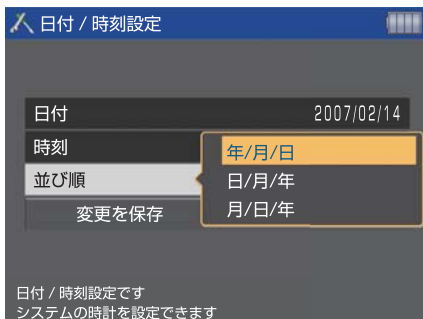 日付 / 時刻設定
日付 2007/02/14
時刻
年/月/日
並び順
日/月/年
変更を保存
月/日/年
日付 / 時刻設定です
システムの時計を設定できます